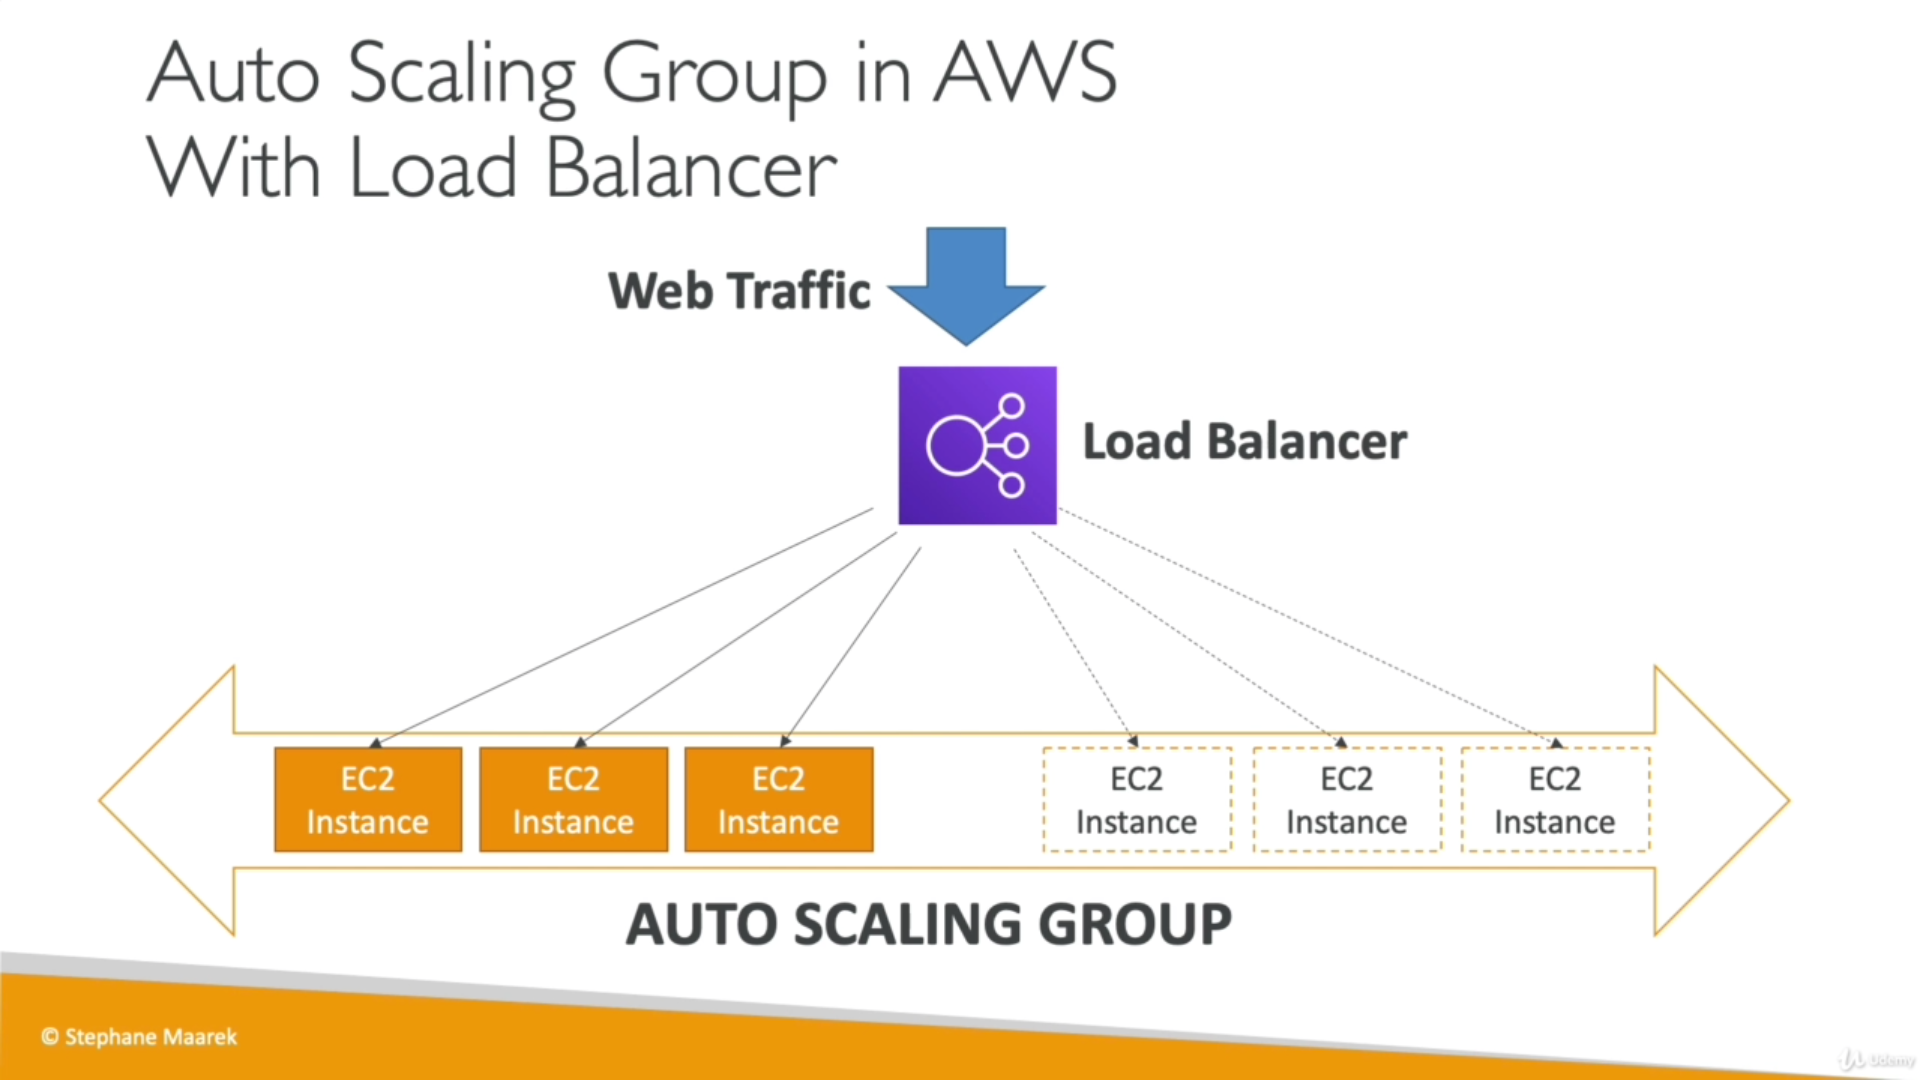 Auto Scaling Group in AWS
With Load Balancer
Web Traffic
Load Balancer
EC2
Instance
EC2
Instance
EC2
Instance
EC2
Instance
EC2
Instance
EC2
Instance
AUTO SCALING GROUP
© Stephane Maarek
Udemy